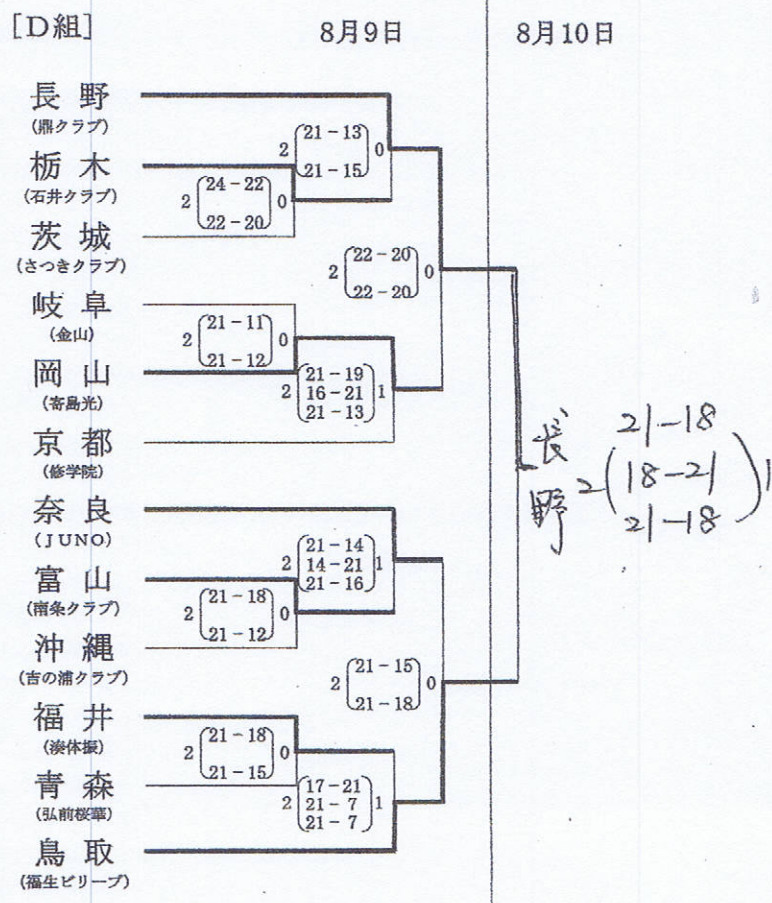 [D組]
8月9日
8月10日
長野
(鼎クラブ)
2 21-13 0
21-15
栃木
(石井クラブ)
2 24-22 0
22-20
茨城
(さつきクラブ)
2 22-20 0
22-20
岐阜
(金山)
2 21-11 0
21-12
岡山
(寄島光)
2 21-19 1
16-21
21-13
京都
(修学院)
長野 2 21-18 1
18-21
21-18
奈良
(JUNO)
2 21-14 1
14-21
21-16
富山
(南条クラブ)
2 21-18 0
21-12
沖縄
(吉の浦クラブ)
2 21-15 0
21-18
福井
(湊体振)
2 21-18 0
21-15
青森
(弘前桜華)
2 17-21 1
21-7
21-7
鳥取
(福生ビリーブ)